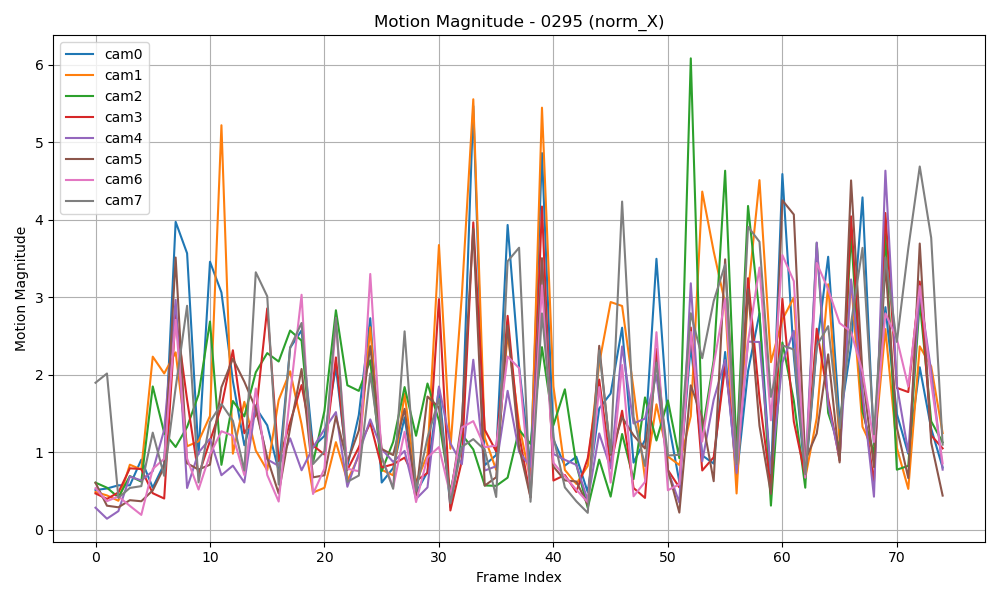 Motion Magnitude - 0295 (norm_X)
cam0
cam1
cam2
cam3
cam4
cam5
cam6
cam7
Motion Magnitude
6
5
4
3
2
1
0
0 10 20 30 40 50 60 70
Frame Index